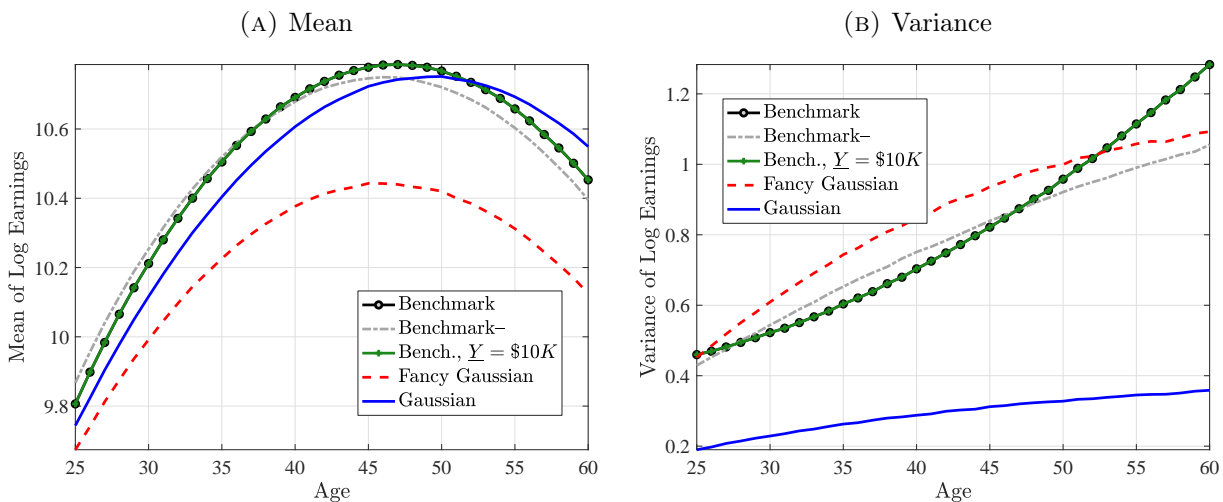 (A) Mean
Mean of Log Earnings
10.6
10.4
10.2
10
9.8
Benchmark
Benchmark–
Bench., Y = $10K
Fancy Gaussian
Gaussian
25 30 35 40 45 50 55 60
Age
(B) Variance
Variance of Log Earnings
1.2
1
0.8
0.6
0.4
0.2
Benchmark
Benchmark–
Bench., Y = $10K
Fancy Gaussian
Gaussian
25 30 35 40 45 50 55 60
Age